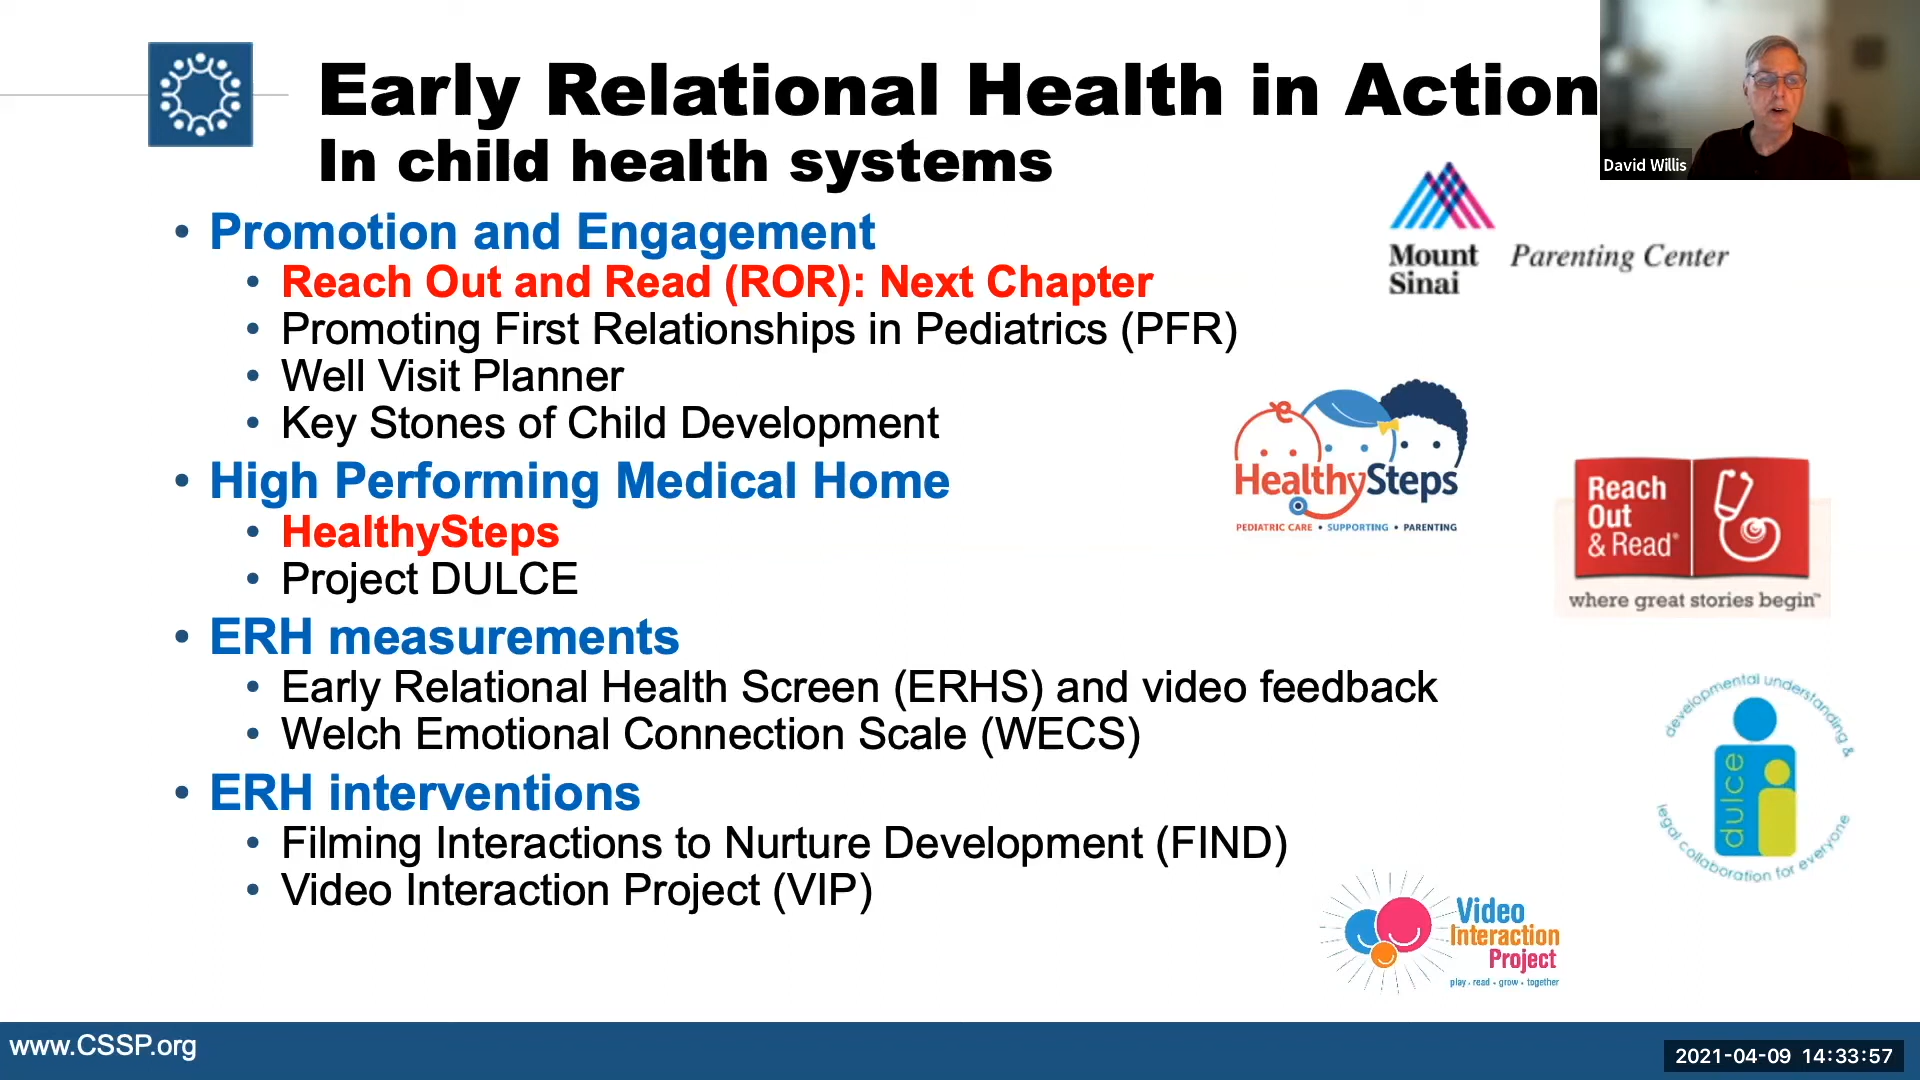 Early Relational Health in Action
In child health systems
David Willis
• Promotion and Engagement
• Reach Out and Read (ROR): Next Chapter
• Promoting First Relationships in Pediatrics (PFR)
• Well Visit Planner
• Key Stones of Child Development
• High Performing Medical Home
• HealthySteps
• Project DULCE
• ERH measurements
• Early Relational Health Screen (ERHS) and video feedback
• Welch Emotional Connection Scale (WECS)
• ERH interventions
• Filming Interactions to Nurture Development (FIND)
• Video Interaction Project (VIP)
Mount
Sinai
Parenting Center
HealthySteps
PEDIATRIC CARE • SUPPORTING • PARENTING
Reach
Out
& Read®
where great stories begin™
developmental understanding &
dulce
legal collaboration for everyone
Video
Interaction
Project
play • read • grow • together
www.CSSP.org
2021-04-09 14:33:57